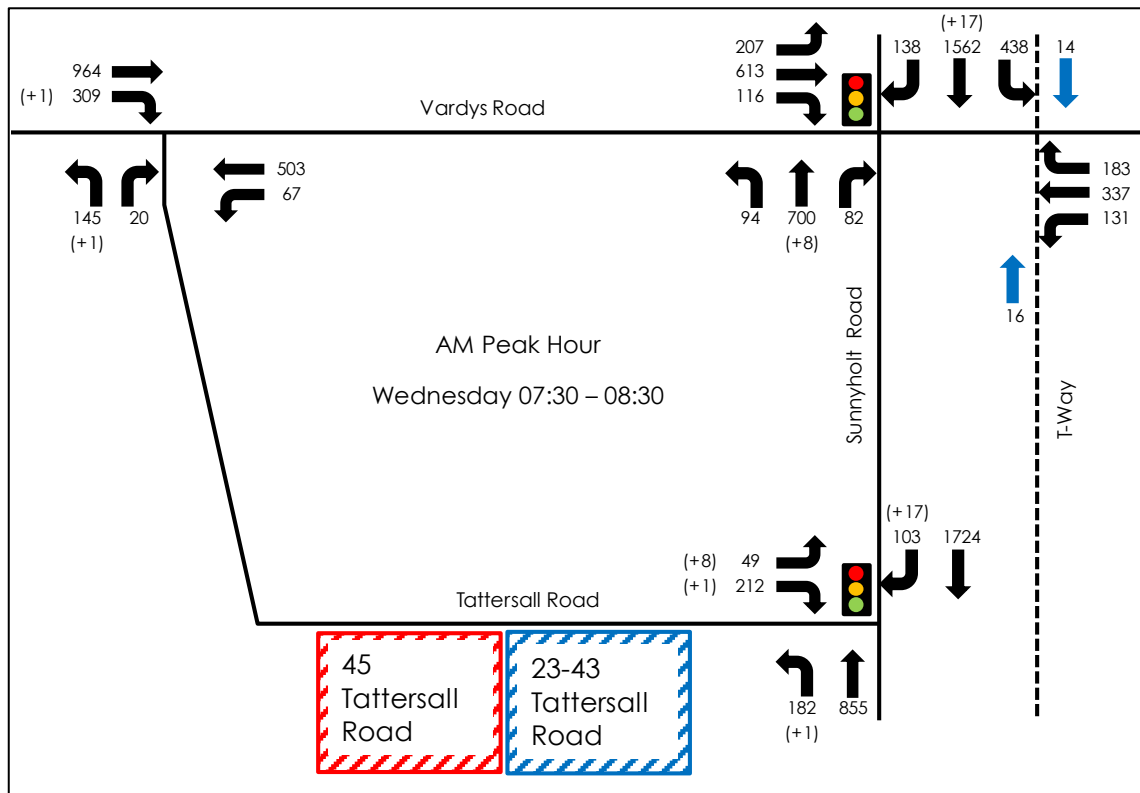 (+17)
207
138 1562 438 14
964
613
(+1) 309
116
Vardys Road
503
67
183
337
131
145 20
94 700 82
(+1)
(+8)
16
AM Peak Hour
Wednesday 07:30 – 08:30
Sunnyholt Road
T-Way
(+17)
103 1724
(+8) 49
(+1) 212
Tattersall Road
45
Tattersall
Road
23-43
Tattersall
Road
182 855
(+1)